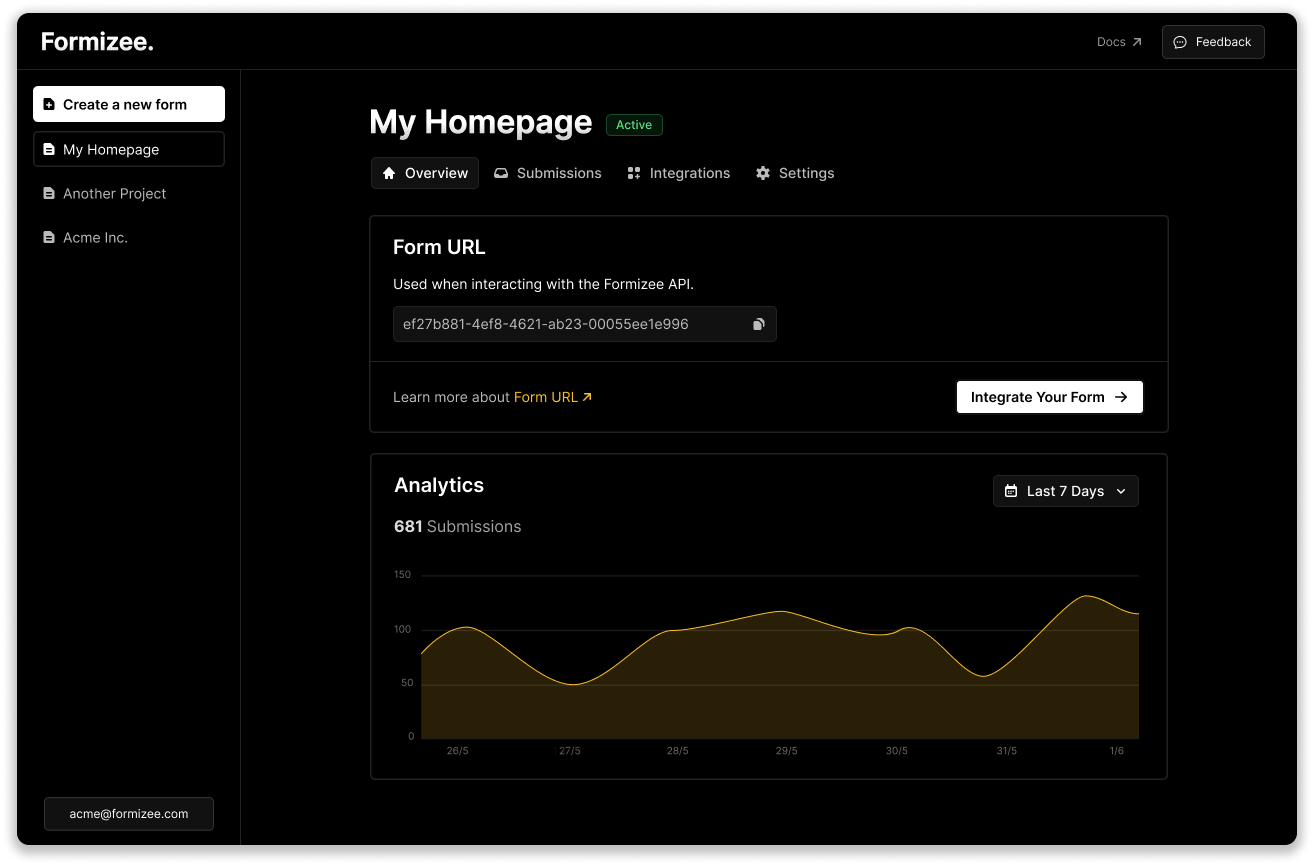 Formizee.
Docs
Feedback
Create a new form
My Homepage
Another Project
Acme Inc.
acme@formizee.com
My Homepage
Active
Overview
Submissions
Integrations
Settings
Form URL
Used when interacting with the Formizee API.
ef27b881-4ef8-4621-ab23-00055ee1e996
Learn more about Form URL
Integrate Your Form
Analytics
Last 7 Days
681 Submissions
150
100
50
0
26/5 27/5 28/5 29/5 30/5 31/5 1/6